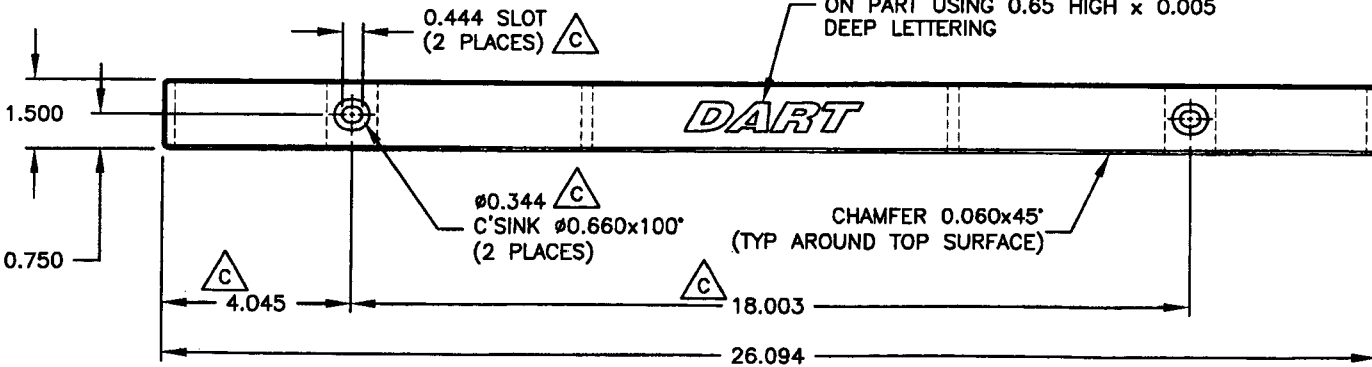 ON PART USING 0.65 HIGH x 0.005
DEEP LETTERING
0.444 SLOT
(2 PLACES) C
1.500
DART
Ø0.344 C
C'SINK Ø0.660x100°
(2 PLACES)
CHAMFER 0.060x45°
(TYP AROUND TOP SURFACE)
0.750
C
4.045
C
18.003
26.094